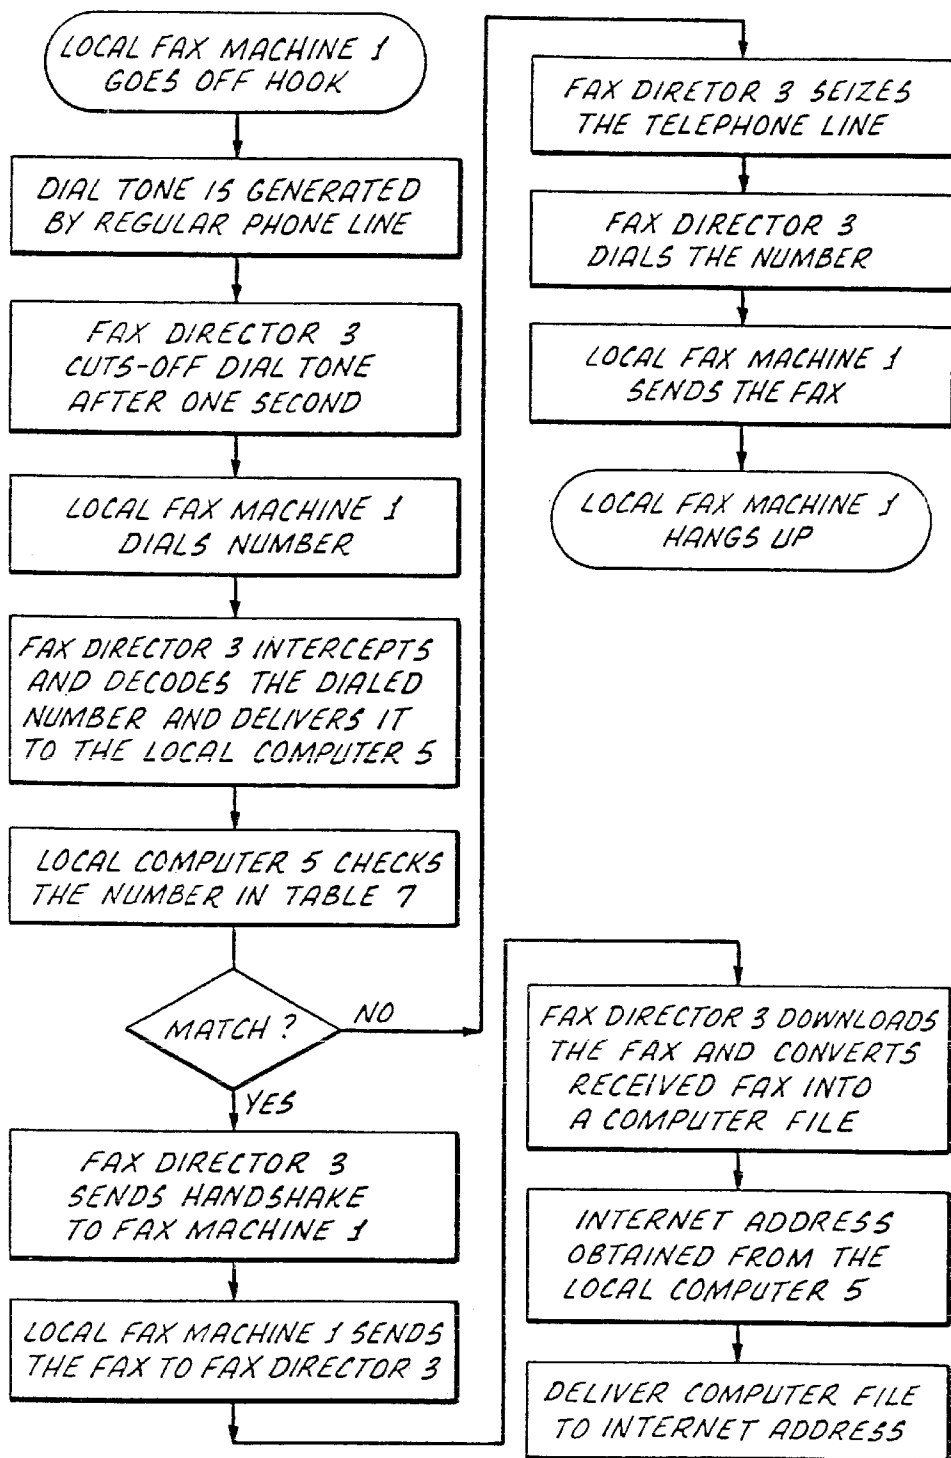 LOCAL FAX MACHINE 1
GOES OFF HOOK
DIAL TONE IS GENERATED
BY REGULAR PHONE LINE
FAX DIRECTOR 3
CUTS-OFF DIAL TONE
AFTER ONE SECOND
LOCAL FAX MACHINE 1
DIALS NUMBER
FAX DIRECTOR 3 INTERCEPTS
AND DECODES THE DIALED
NUMBER AND DELIVERS IT
TO THE LOCAL COMPUTER 5
LOCAL COMPUTER 5 CHECKS
THE NUMBER IN TABLE 7
MATCH?
NO
YES
FAX DIRECTOR 3
SENDS HANDSHAKE
TO FAX MACHINE 1
LOCAL FAX MACHINE 1 SENDS
THE FAX TO FAX DIRECTOR 3
FAX DIRETOR 3 SEIZES
THE TELEPHONE LINE
FAX DIRECTOR 3
DIALS THE NUMBER
LOCAL FAX MACHINE 1
SENDS THE FAX
LOCAL FAX MACHINE 1
HANGS UP
FAX DIRECTOR 3 DOWNLOADS
THE FAX AND CONVERTS
RECEIVED FAX INTO
A COMPUTER FILE
INTERNET ADDRESS
OBTAINED FROM THE
LOCAL COMPUTER 5
DELIVER COMPUTER FILE
TO INTERNET ADDRESS